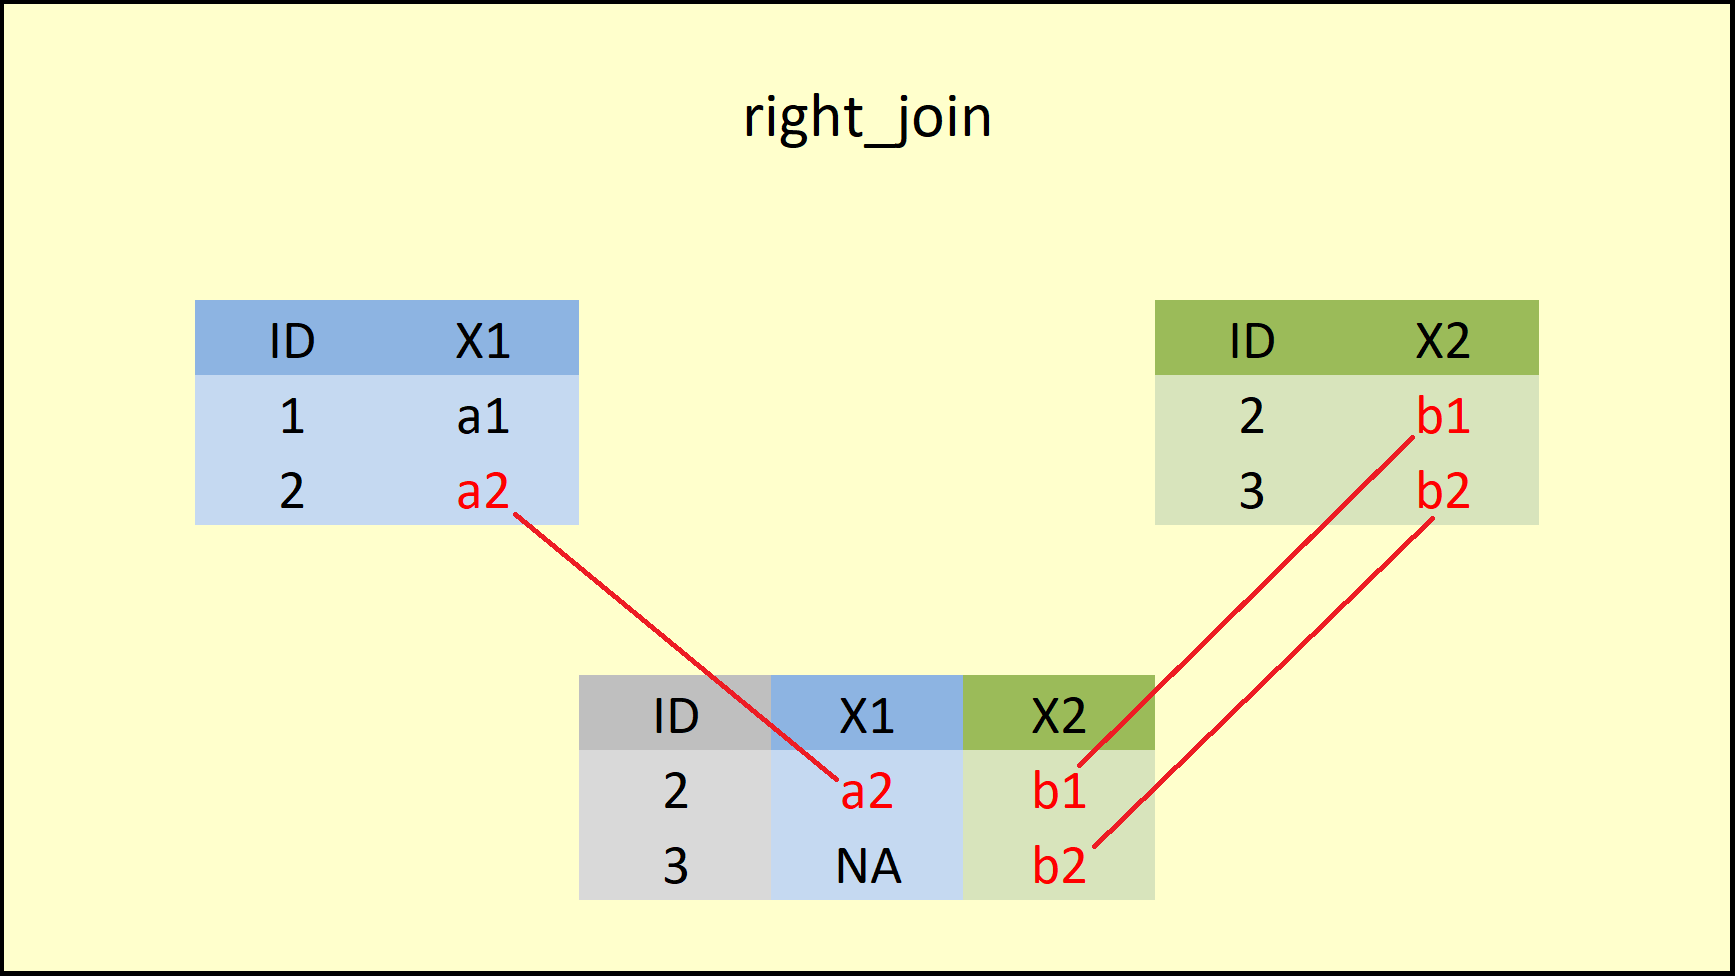 right_join
ID X1
1 a1
2 a2
ID X2
2 b1
3 b2
ID X1 X2
2 a2 b1
3 NA b2